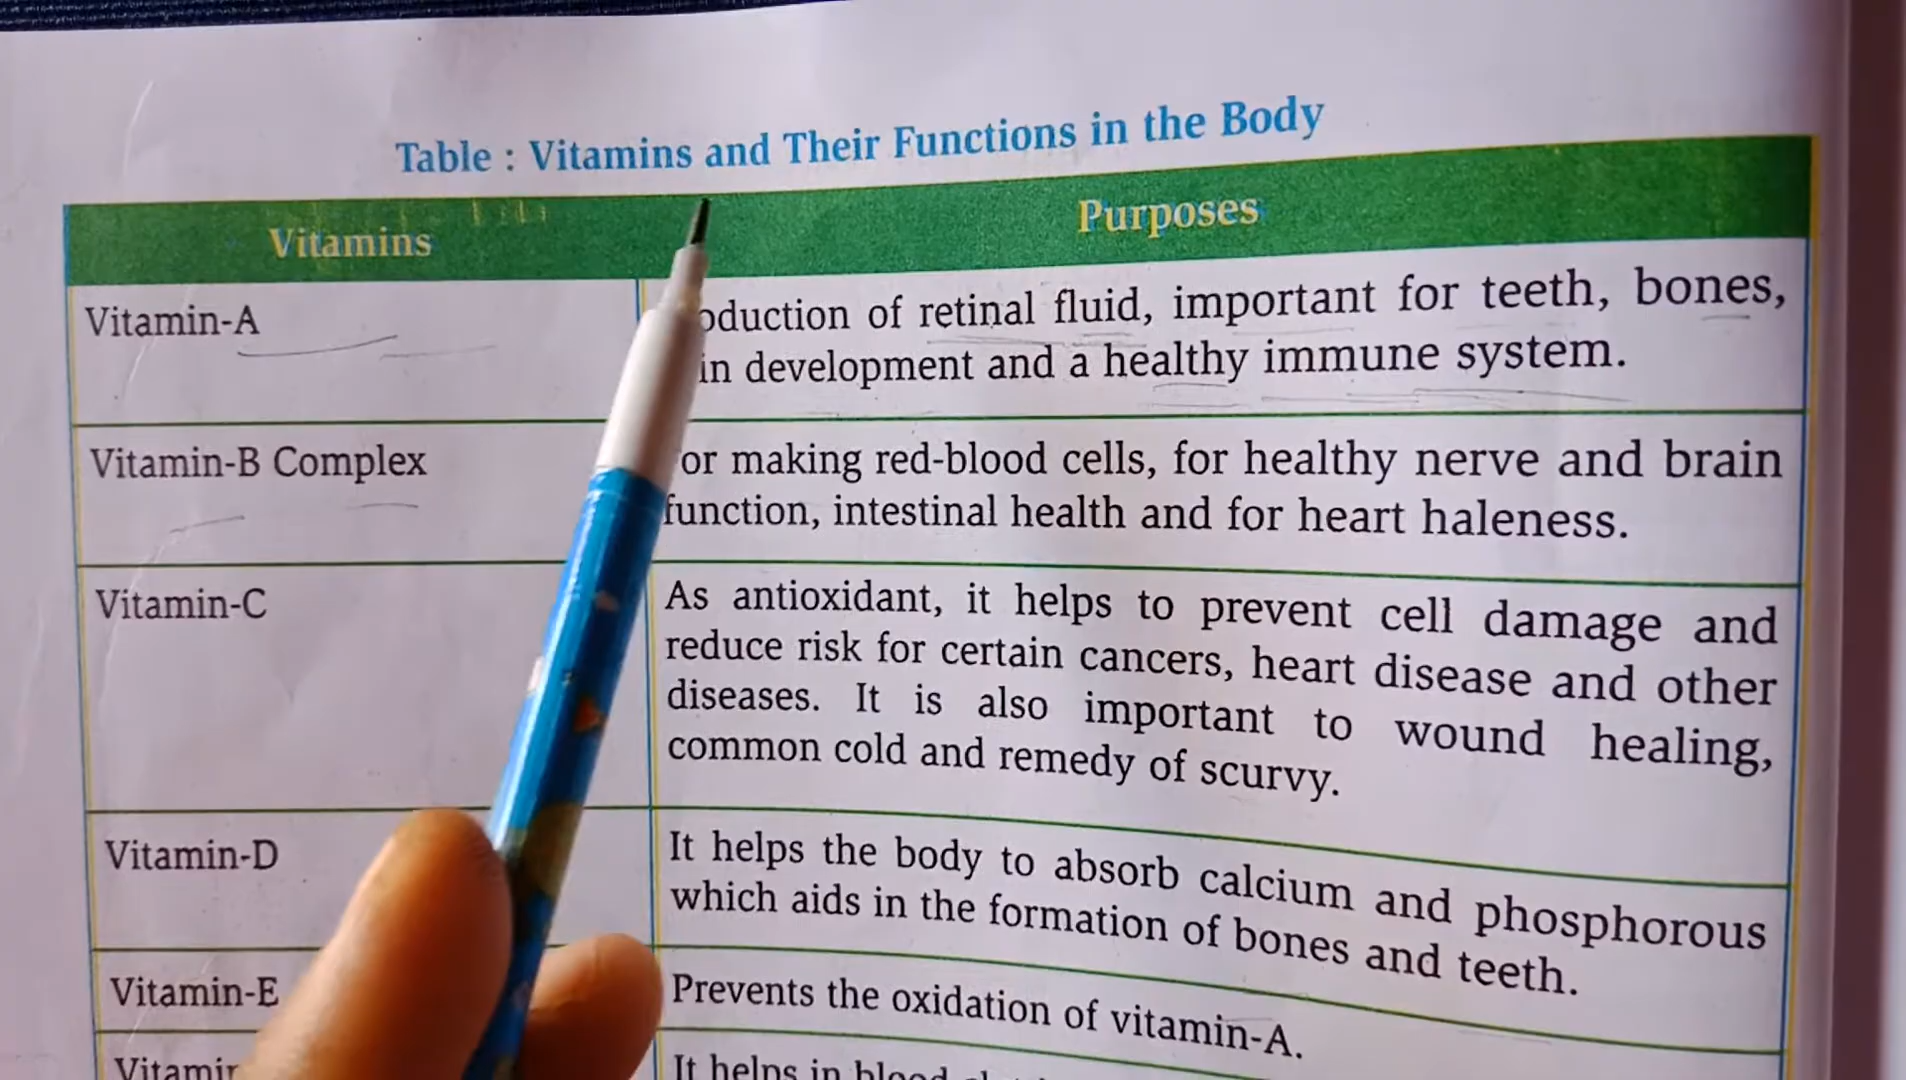 Table : Vitamins and Their Functions in the Body
Vitamins
Purposes
Vitamin-A
of retinal fluid, important for teeth, bones,
development and a healthy immune system.
Vitamin-B Complex
making red-blood cells, for healthy nerve and brain
function, intestinal health and for heart haleness.
Vitamin-C
As antioxidant, it helps to prevent cell damage and
reduce risk for certain cancers, heart disease and other
diseases. It is also important to wound healing,
common cold and remedy of scurvy.
Vitamin-D
It helps the body to absorb calcium and phosphorous
which aids in the formation of bones and teeth.
Vitamin-E
Prevents the oxidation of vitamin-A.
It helps in blood